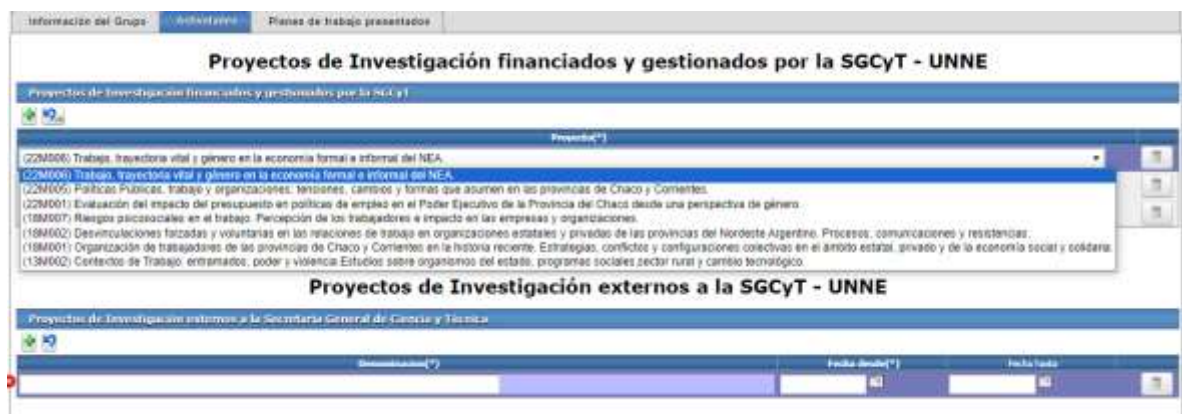 Información del Grupo Actividades Planes de trabajo presentados
Proyectos de Investigación financiados y gestionados por la SGCyT - UNNE
Proyectos de Investigación financiados y gestionados por la SGCyT
Proyecto(*)
(22M006) Trabajo, trayectoria vital y género en la economía formal e informal del NEA.
(22M006) Trabajo, trayectoria vital y género en la economía formal e informal del NEA.
(22M005) Políticas Públicas, trabajo y organizaciones: tensiones, cambios y formas que asumen en las provincias de Chaco y Corrientes.
(22M001) Evaluación del impacto del presupuesto en políticas de empleo en el Poder Ejecutivo de la Provincia del Chaco desde una perspectiva de género.
(18M007) Riesgos psicosociales en el trabajo. Percepción de los trabajadores e impacto en las empresas y organizaciones.
(18M002) Desvinculaciones forzadas y voluntarias en las relaciones de trabajo en organizaciones estatales y privadas de las provincias del Nordeste Argentino. Procesos, comunicaciones y resistencias.
(18M001) Organización de trabajadores de las provincias de Chaco y Corrientes en la historia reciente. Estrategias, conflictos y configuraciones colectivas en el ámbito estatal, privado y de la economía social y solidaria.
(13M002) Contextos de Trabajo: entramados, poder y violencia.Estudios sobre organismos del estado, programas sociales,sector rural y cambio tecnológico.
Proyectos de Investigación externos a la SGCyT - UNNE
Proyectos de Investigación externos a la Secretaría General de Ciencia y Técnica
Denominación(*) Fecha desde(*) Fecha hasta